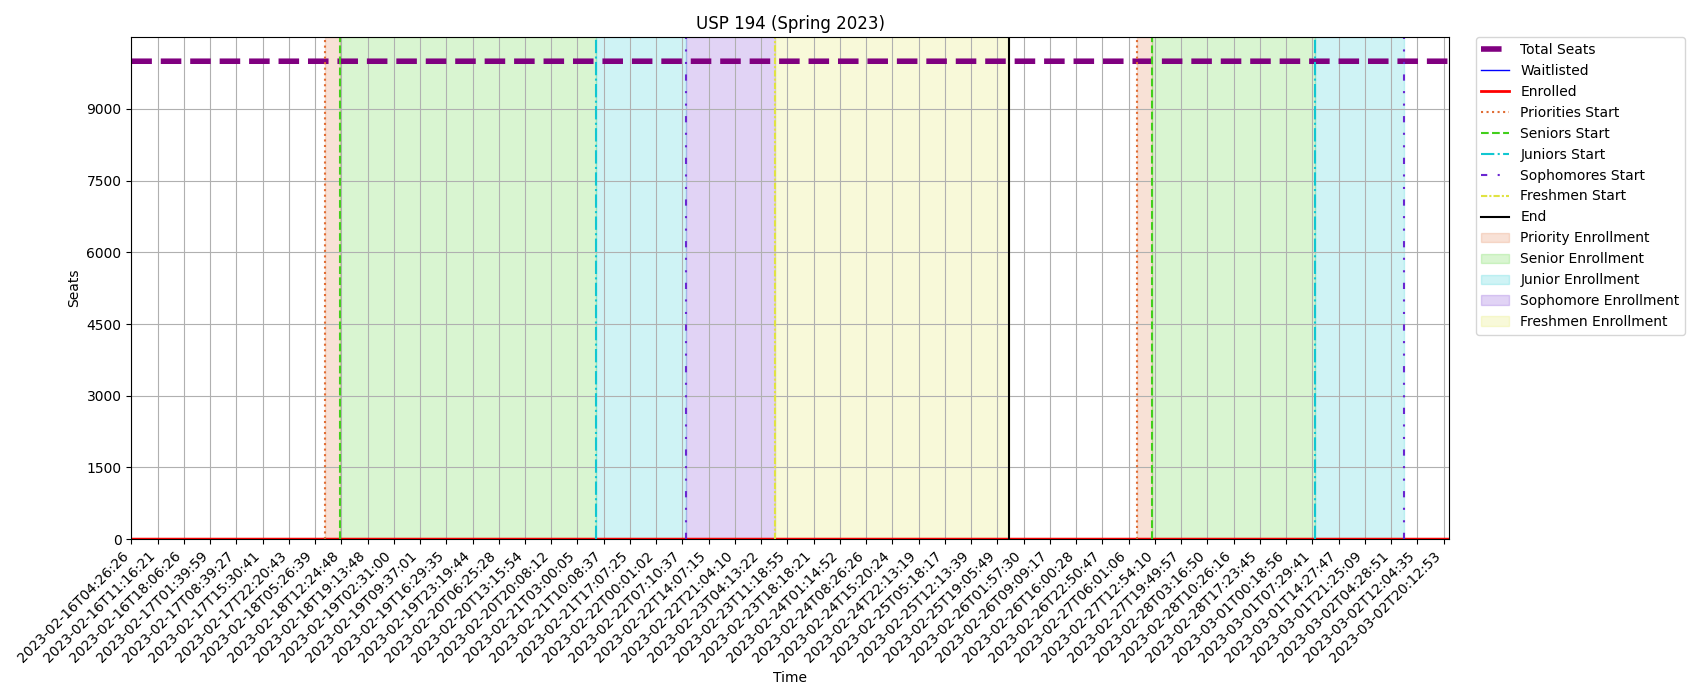 USP 194 (Spring 2023)
Seats
9000
7500
6000
4500
3000
1500
0
2023-02-16T04:26:26
2023-02-16T11:16:21
2023-02-16T18:06:26
2023-02-17T01:39:59
2023-02-17T08:39:27
2023-02-17T15:30:41
2023-02-17T22:20:43
2023-02-18T05:26:39
2023-02-18T12:24:48
2023-02-18T19:13:48
2023-02-19T02:31:00
2023-02-19T09:37:01
2023-02-19T16:29:35
2023-02-19T23:19:44
2023-02-20T06:25:28
2023-02-20T13:15:54
2023-02-20T20:08:12
2023-02-21T03:00:05
2023-02-21T10:08:37
2023-02-21T17:07:25
2023-02-22T00:01:02
2023-02-22T07:10:37
2023-02-22T14:07:15
2023-02-22T21:04:10
2023-02-23T04:13:22
2023-02-23T11:18:55
2023-02-23T18:18:21
2023-02-24T01:14:52
2023-02-24T08:26:26
2023-02-24T15:20:24
2023-02-24T22:13:19
2023-02-25T05:18:17
2023-02-25T12:13:39
2023-02-25T19:05:49
2023-02-26T01:57:30
2023-02-26T09:09:17
2023-02-26T16:00:28
2023-02-26T22:50:47
2023-02-27T06:01:06
2023-02-27T12:54:10
2023-02-27T19:49:57
2023-02-28T03:16:50
2023-02-28T10:26:16
2023-02-28T17:23:45
2023-03-01T00:18:56
2023-03-01T07:29:41
2023-03-01T14:27:47
2023-03-01T21:25:09
2023-03-02T04:28:51
2023-03-02T12:04:35
2023-03-02T20:12:53
Time
Total Seats
Waitlisted
Enrolled
Priorities Start
Seniors Start
Juniors Start
Sophomores Start
Freshmen Start
End
Priority Enrollment
Senior Enrollment
Junior Enrollment
Sophomore Enrollment
Freshmen Enrollment